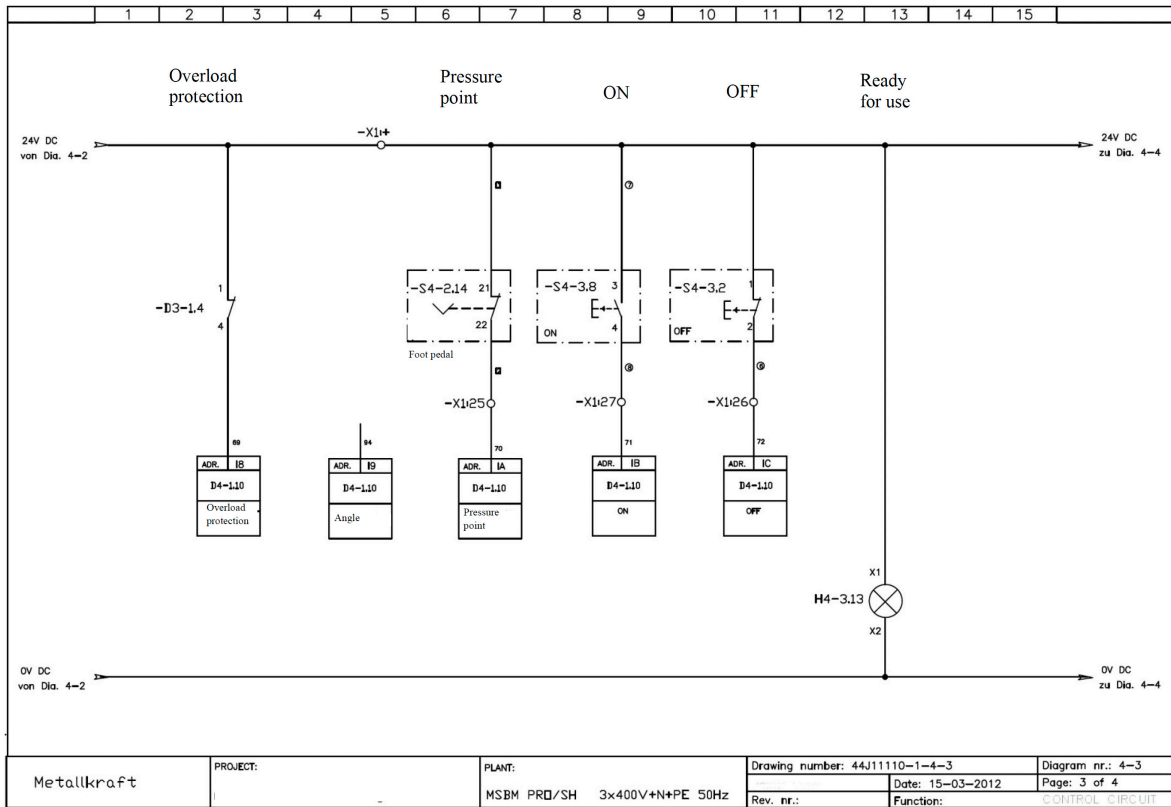 1 2 3 4 5 6 7 8 9 10 11 12 13 14 15
Overload
protection
Pressure
point
ON
OFF
Ready
for use
24V DC
von Dia. 4-2
-X1:+
24V DC
zu Dia. 4-4
7
1
-D3-1.4
4
-S4-2.14
21
22
Foot pedal
-S4-3.8
3
4
ON
-S4-3.2
1
2
OFF
8
-X1:25
-X1:27
-X1:26
69
94
70
71
72
ADR. I8
D4-1.10
Overload
protection
ADR. I9
D4-1.10
Angle
ADR. IA
D4-1.10
Pressure
point
ADR. IB
D4-1.10
ON
ADR. IC
D4-1.10
OFF
X1
H4-3.13
X2
0V DC
von Dia. 4-2
0V DC
zu Dia. 4-4
Metallkraft
PROJECT:
PLANT:
MSBM PRO/SH 3x400V+N+PE 50Hz
Drawing number: 44J11110-1-4-3
Diagram nr.: 4-3
Date: 15-03-2012
Page: 3 of 4
Rev. nr.:
Function:
CONTROL CIRCUIT